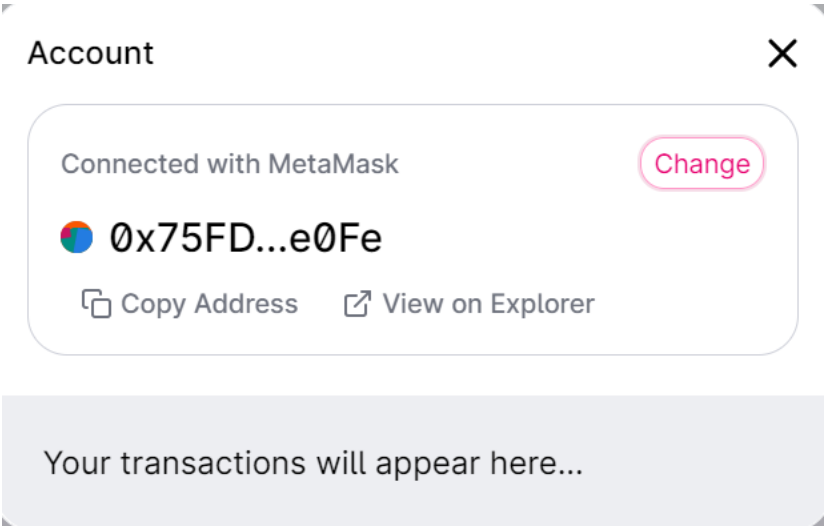 Account
Connected with MetaMask
Change
0x75FD...e0Fe
Copy Address
View on Explorer
Your transactions will appear here...